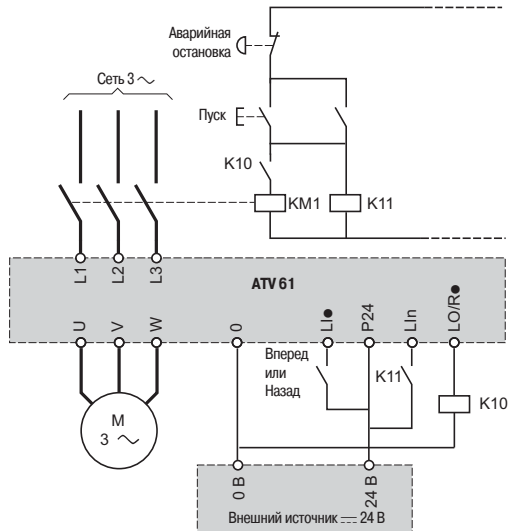 Аварийная
остановка
Сеть 3 ~
Пуск
K10
KM1
K11
L1
L2
L3
ATV 61
U
V
W
0
LI●
P24
LIn
LO/R●
Вперед
или
Назад
K11
K10
M
3 ~
0 В
24 В
Внешний источник ⎓ 24 В